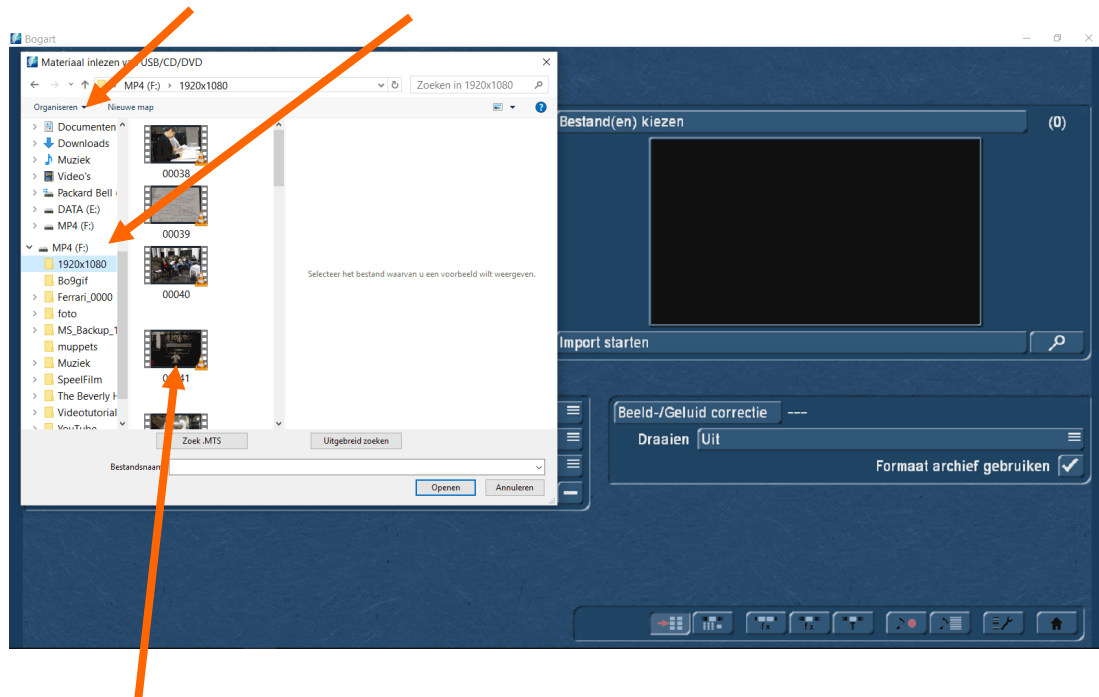 Bogart
Materiaal inlezen van USB/CD/DVD
MP4 (F:) › 1920x1080
Zoeken in 1920x1080
Organiseren
Nieuwe map
Documenten
Downloads
Muziek
Video's
Packard Bell
DATA (E:)
MP4 (F:)
MP4 (F:)
1920x1080
Bo9gif
Ferrari_0000
foto
MS_Backup_1
muppets
Muziek
SpeelFilm
The Beverly H
Videotutorial
YouTube
00038
00039
00040
00041
Selecteer het bestand waarvan u een voorbeeld wilt weergeven.
Zoek .MTS
Uitgebreid zoeken
Bestandsnaam
Openen
Annuleren
Bestand(en) kiezen
(0)
Import starten
Beeld-/Geluid correctie ---
Draaien Uit
Formaat archief gebruiken